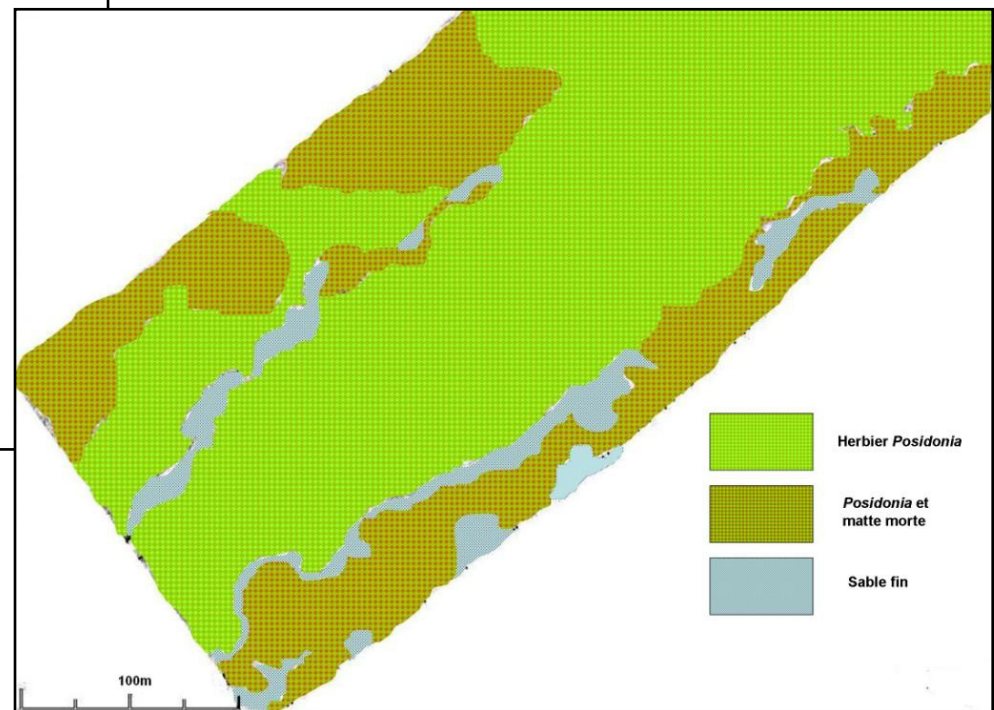 Herbier Posidonia
Posidonia et
matte morte
Sable fin
100m